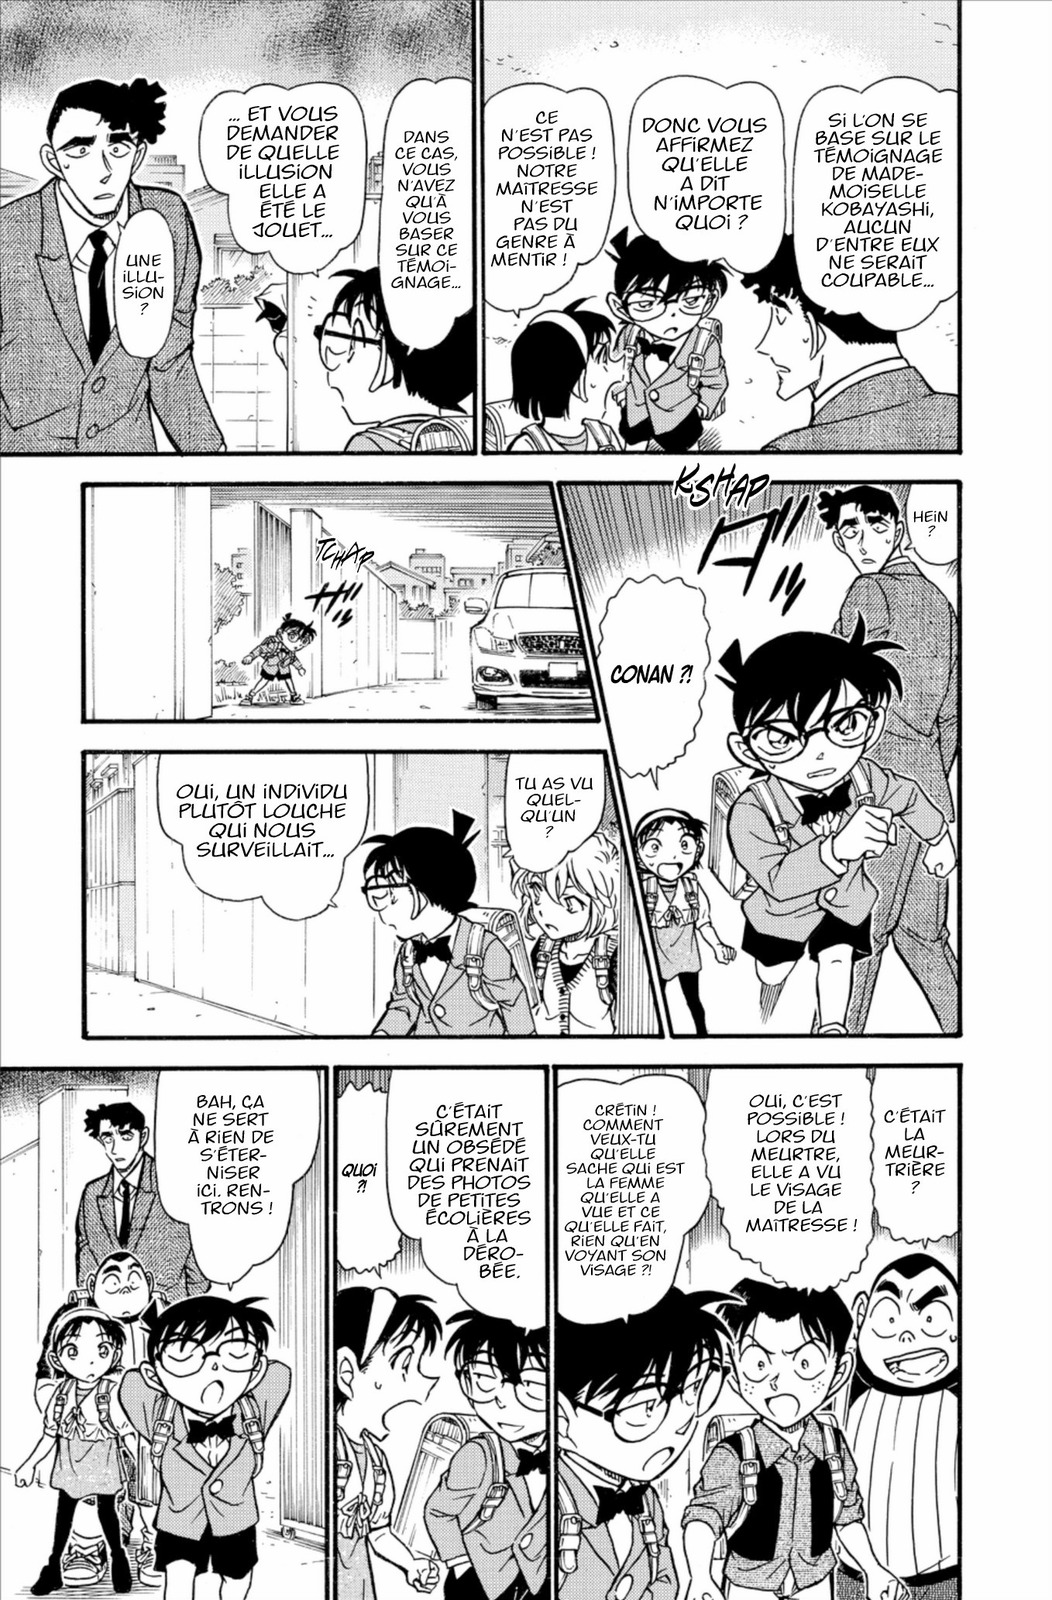 SI L'ON SE
BASE SUR LE
TÉMOIGNAGE
DE MADE-
MOISELLE
KOBAYASHI,
AUCUN
D'ENTRE EUX
NE SERAIT
COUPABLE...
DONC VOUS
AFFIRMEZ
QU'ELLE
A DIT
N'IMPORTE
QUOI ?
CE
N'EST PAS
POSSIBLE !
NOTRE
MAÎTRESSE
N'EST
PAS DU
GENRE À
MENTIR !
DANS
CE CAS,
VOUS
N'AVEZ
QU'À
VOUS
BASER
SUR CE
TÉMOI-
GNAGE...
... ET VOUS
DEMANDER
DE QUELLE
ILLUSION
ELLE A
ÉTÉ LE
JOUET...
UNE
ILLU-
SION
?
HEIN
?
KSHAP
ダッ
CONAN ?!
TCHAP
ザッ
TU AS VU
QUEL-
QU'UN
?
OUI, UN INDIVIDU
PLUTÔT LOUCHE
QUI NOUS
SURVEILLAIT...
C'ÉTAIT
LA
MEUR-
TRIÈRE
?
OUI, C'EST
POSSIBLE !
LORS DU
MEURTRE,
ELLE A VU
LE VISAGE
DE LA
MAÎTRESSE !
CRÉTIN !
COMMENT
VEUX-TU
QU'ELLE
SACHE QUI EST
LA FEMME
QU'ELLE A
VUE ET CE
QU'ELLE FAIT,
RIEN QU'EN
VOYANT SON
VISAGE ?!
C'ÉTAIT
SÛREMENT
UN OBSÉDÉ
QUI PRENAIT
DES PHOTOS
DE PETITES
ÉCOLIÈRES
À LA
DÉRO-
BÉE.
QUOI
?!
BAH, ÇA
NE SERT
À RIEN DE
S'ÉTER-
NISER
ICI. REN-
TRONS !